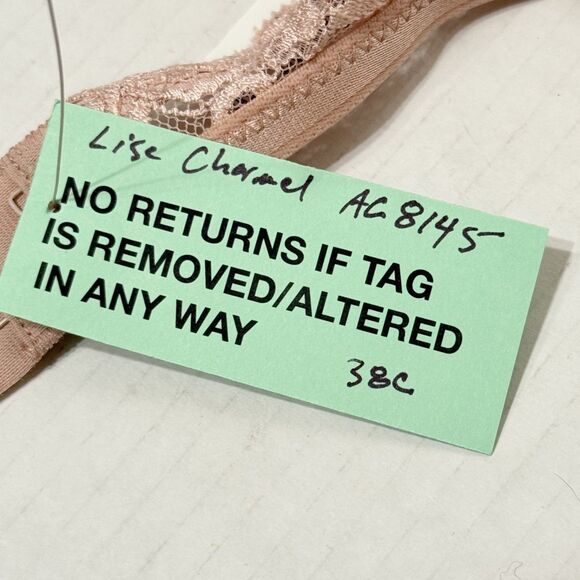 Lise Charmel AC8145
NO RETURNS IF TAG
IS REMOVED/ALTERED
IN ANY WAY
38C